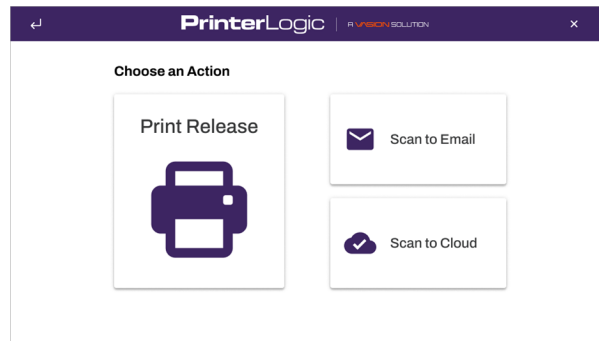 PrinterLogic A VASION SOLUTION
Choose an Action
Print Release
Scan to Email
Scan to Cloud